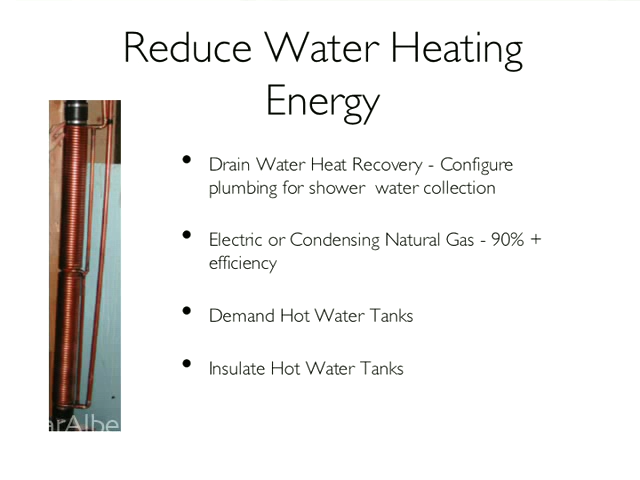 Reduce Water Heating
Energy
• Drain Water Heat Recovery - Configure
plumbing for shower water collection
• Electric or Condensing Natural Gas - 90% +
efficiency
• Demand Hot Water Tanks
• Insulate Hot Water Tanks